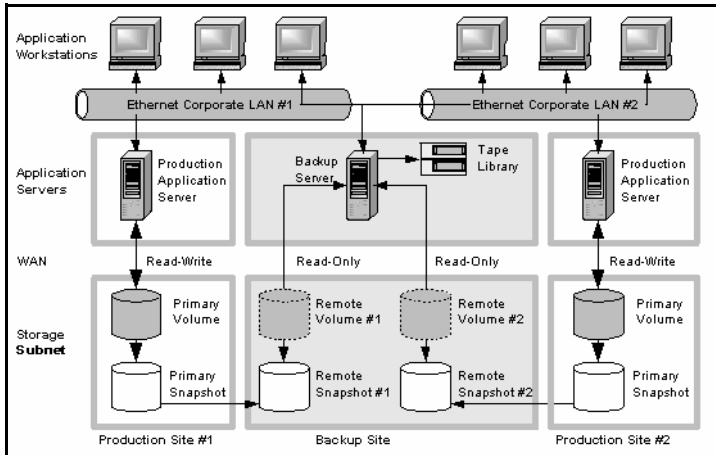 Application
Workstations
Ethernet Corporate LAN #1
Ethernet Corporate LAN #2
Application
Servers
Production
Application
Server
Backup
Server
Tape
Library
Production
Application
Server
WAN
Read-Write
Read-Only
Read-Only
Read-Write
Storage
Subnet
Primary
Volume
Remote
Volume #1
Remote
Volume #2
Primary
Volume
Primary
Snapshot
Remote
Snapshot #1
Remote
Snapshot #2
Primary
Snapshot
Production Site #1
Backup Site
Production Site #2